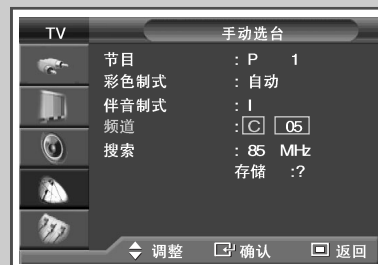 TV
手动选台
节目 : P 1
彩色制式 : 自动
伴音制式 : I
频道 : C 05
搜索 : 85 MHz
存储 :?
调整 确认 返回